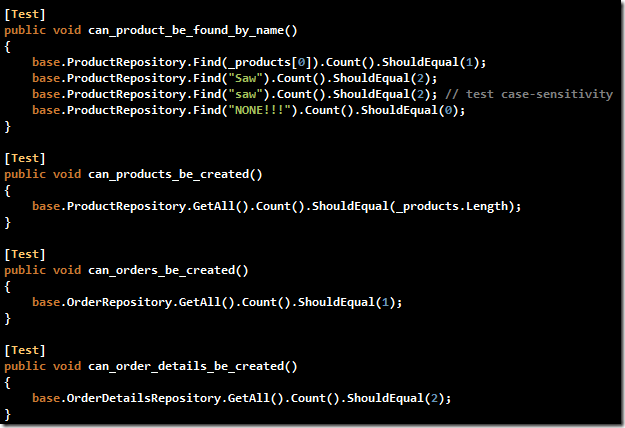 [Test]
public void can_product_be_found_by_name()
{
    base.ProductRepository.Find(_products[0]).Count().ShouldEqual(1);
    base.ProductRepository.Find("Saw").Count().ShouldEqual(2);
    base.ProductRepository.Find("saw").Count().ShouldEqual(2); // test case-sensitivity
    base.ProductRepository.Find("NONE!!!").Count().ShouldEqual(0);
}

[Test]
public void can_products_be_created()
{
    base.ProductRepository.GetAll().Count().ShouldEqual(_products.Length);
}

[Test]
public void can_orders_be_created()
{
    base.OrderRepository.GetAll().Count().ShouldEqual(1);
}

[Test]
public void can_order_details_be_created()
{
    base.OrderDetailsRepository.GetAll().Count().ShouldEqual(2);
}